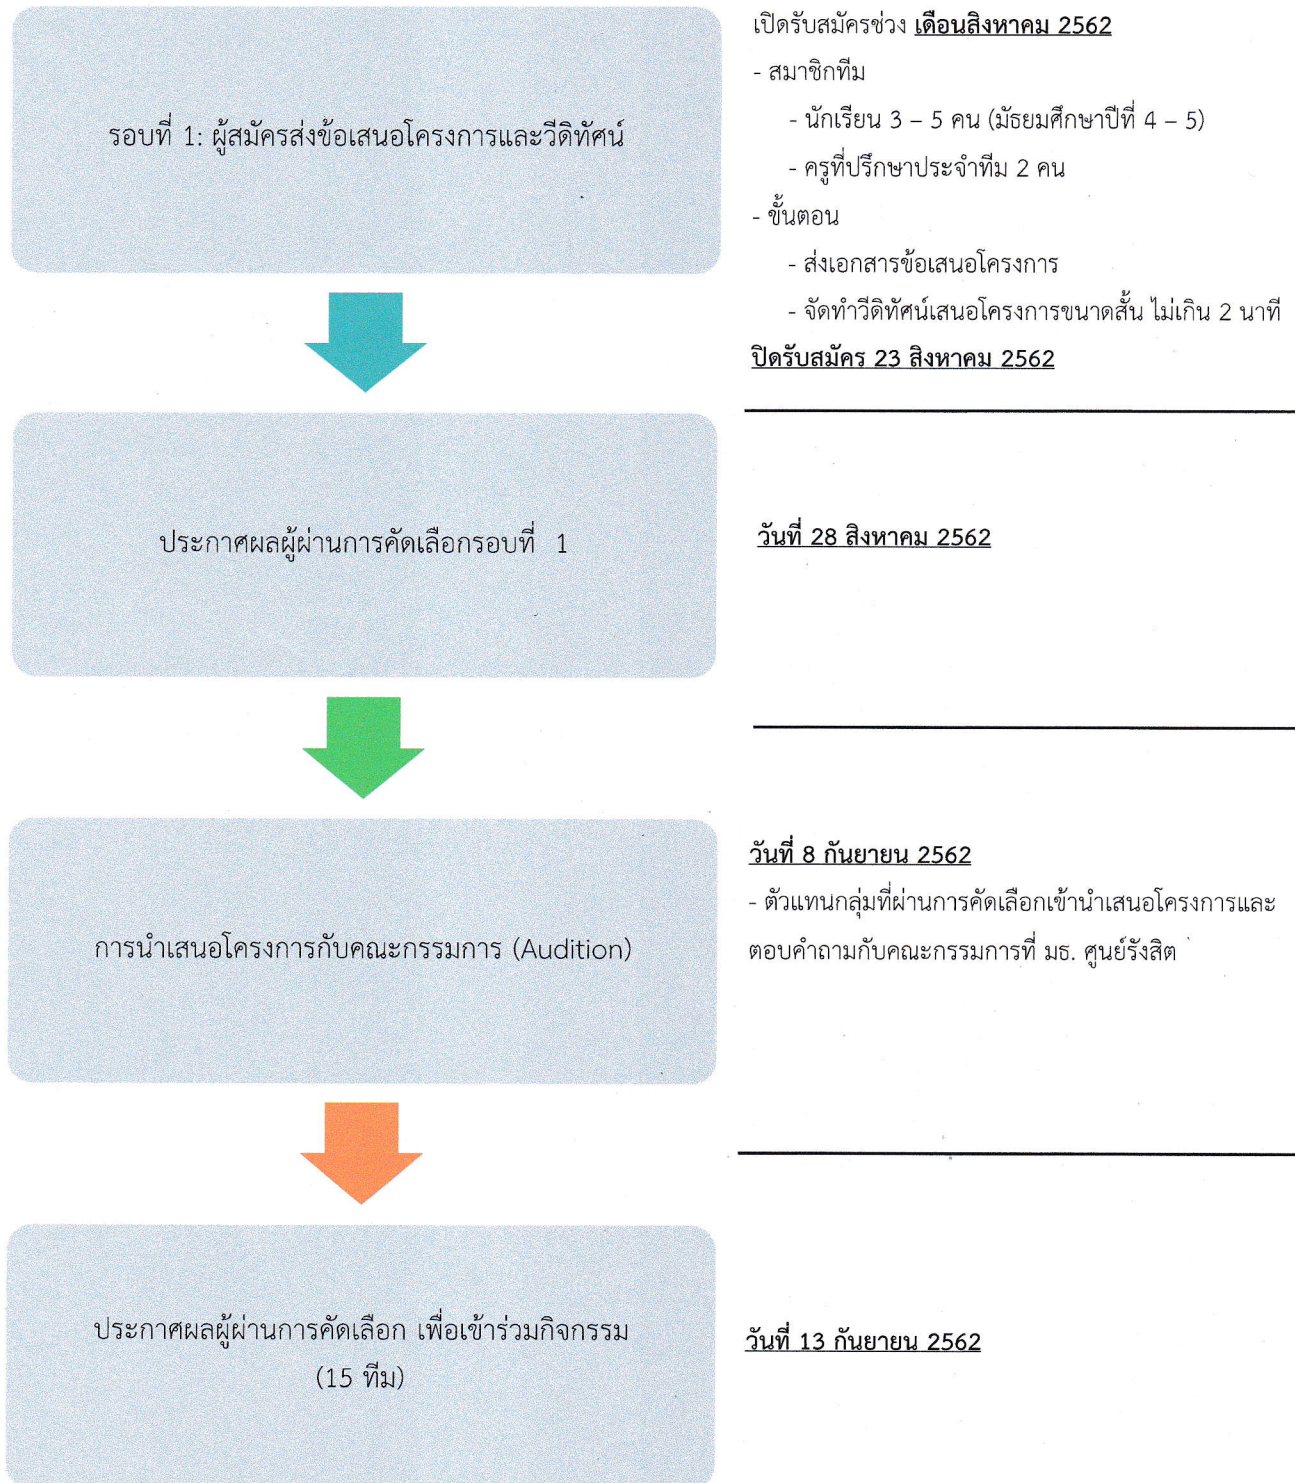 รอบที่ 1: ผู้สมัครส่งข้อเสนอโครงการและวีดิทัศน์
เปิดรับสมัครช่วง เดือนสิงหาคม 2562
- สมาชิกทีม
- นักเรียน 3 – 5 คน (มัธยมศึกษาปีที่ 4 – 5)
- ครูที่ปรึกษาประจำทีม 2 คน
- ขั้นตอน
- ส่งเอกสารข้อเสนอโครงการ
- จัดทำวีดิทัศน์เสนอโครงการขนาดสั้น ไม่เกิน 2 นาที
ปิดรับสมัคร 23 สิงหาคม 2562
ประกาศผลผู้ผ่านการคัดเลือกรอบที่ 1
วันที่ 28 สิงหาคม 2562
การนำเสนอโครงการกับคณะกรรมการ (Audition)
วันที่ 8 กันยายน 2562
- ตัวแทนกลุ่มที่ผ่านการคัดเลือกเข้านำเสนอโครงการและ
ตอบคำถามกับคณะกรรมการที่ มธ. ศูนย์รังสิต
ประกาศผลผู้ผ่านการคัดเลือก เพื่อเข้าร่วมกิจกรรม
(15 ทีม)
วันที่ 13 กันยายน 2562